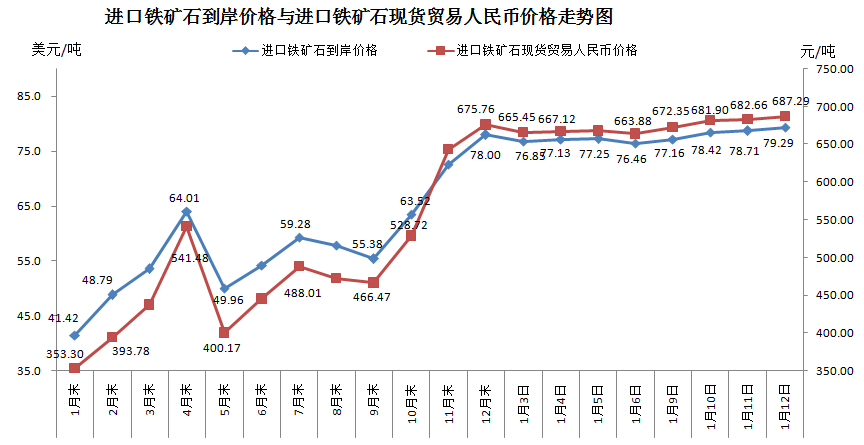 进口铁矿石到岸价格与进口铁矿石现货贸易人民币价格走势图
美元/吨
进口铁矿石到岸价格
进口铁矿石现货贸易人民币价格
元/吨
85.0
75.0
65.0
55.0
45.0
35.0
750.00
700.00
650.00
600.00
550.00
500.00
450.00
400.00
350.00
41.42
48.79
64.01
49.96
59.28
55.38
63.52
78.00
76.85
77.13
77.25
76.46
77.16
78.42
78.71
79.29
353.30
393.78
541.48
400.17
488.01
466.47
528.72
675.76
665.45
667.12
663.88
672.35
681.90
682.66
687.29
1月末
2月末
3月末
4月末
5月末
6月末
7月末
8月末
9月末
10月末
11月末
12月末
1月3日
1月4日
1月5日
1月6日
1月9日
1月10日
1月11日
1月12日